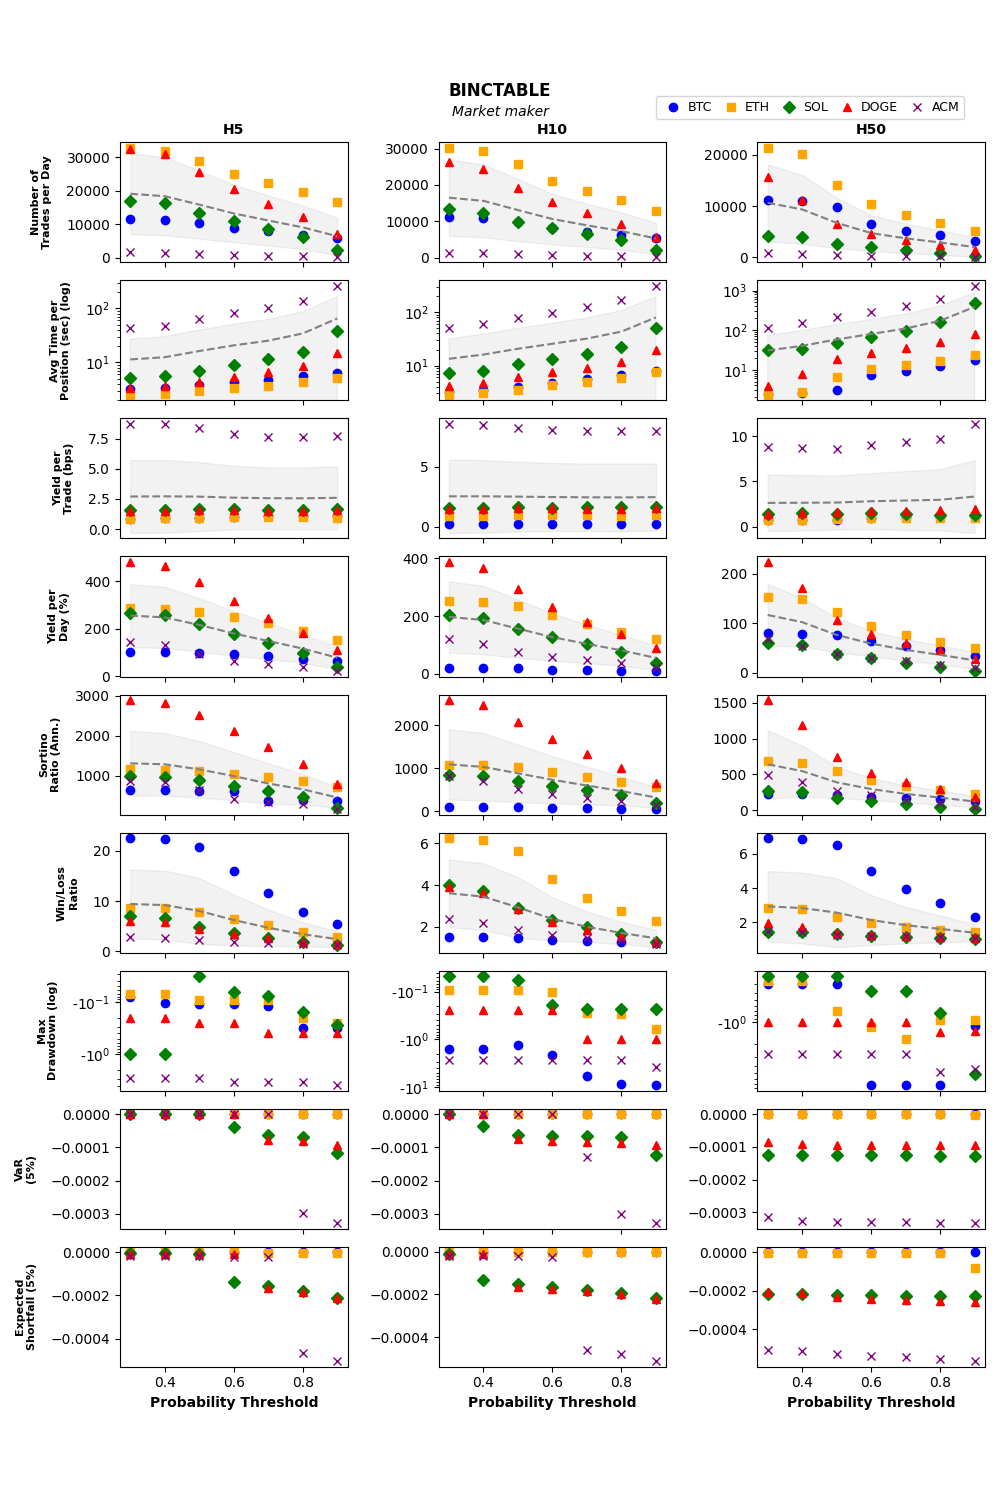 BINCTABLE
Market maker
BTC ETH SOL DOGE ACM
H5 H10 H50
Number of
Trades per Day
30000 20000 10000 0
30000 20000 10000 0
20000 10000 0
Avg Time per
Position (sec) (log)
10² 10¹
10² 10¹
10³ 10² 10¹
Yield per
Trade (bps)
7.5 5.0 2.5 0.0
5 0
10 5 0
Yield per
Day (%)
400 200 0
400 200 0
200 100 0
Sortino
Ratio (Ann.)
3000 2000 1000
2000 1000 0
1500 1000 500 0
Win/Loss
Ratio
20 10 0
6 4 2
6 4 2
Max
Drawdown (log)
-10⁻¹ -10⁰
-10⁻¹ -10⁰ -10¹
-10⁰
VaR
(5%)
0.0000 −0.0001 −0.0002 −0.0003
0.0000 −0.0001 −0.0002 −0.0003
0.0000 −0.0001 −0.0002 −0.0003
Expected
Shortfall (5%)
0.0000 −0.0002 −0.0004
0.0000 −0.0002 −0.0004
0.0000 −0.0002 −0.0004
0.4 0.6 0.8 0.4 0.6 0.8 0.4 0.6 0.8
Probability Threshold Probability Threshold Probability Threshold